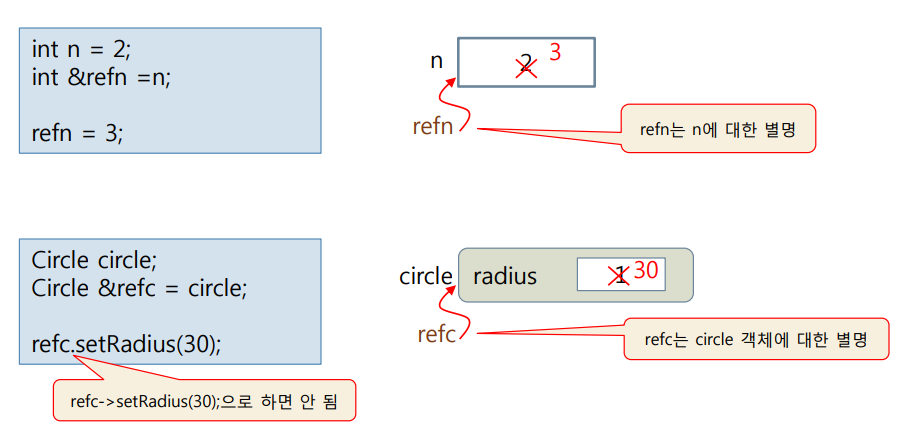 int n = 2;
int &refn =n;
refn = 3;
n
2 3
refn
refn는 n에 대한 별명
Circle circle;
Circle &refc = circle;
refc.setRadius(30);
refc->setRadius(30);으로 하면 안 됨
circle
radius
1 30
refc
refc는 circle 객체에 대한 별명